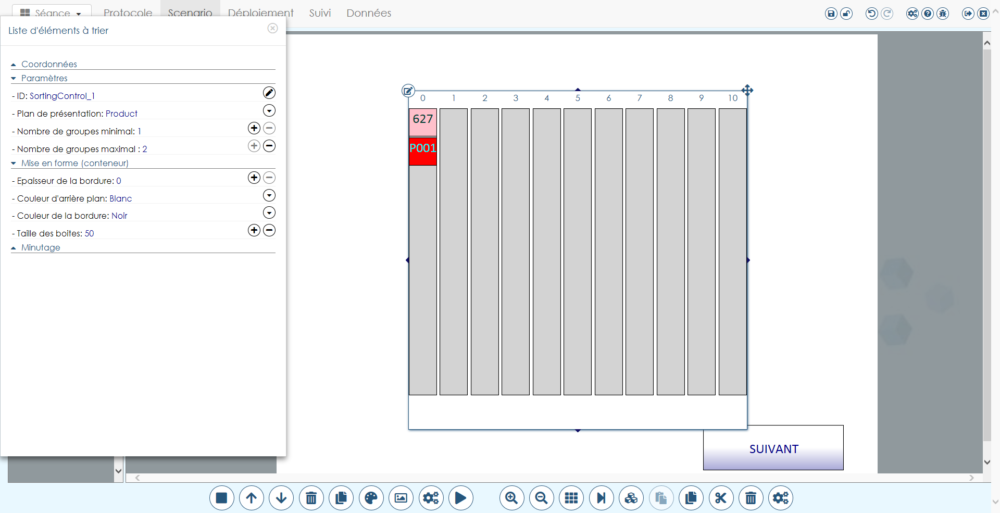 Séance Protocole Scenario Déploiement Suivi Données
Liste d'éléments à trier
Coordonnées
Paramètres
- ID: SortingControl_1
- Plan de présentation: Product
- Nombre de groupes minimal: 1
- Nombre de groupes maximal : 2
Mise en forme (conteneur)
- Epaisseur de la bordure: 0
- Couleur d'arrière plan: Blanc
- Couleur de la bordure: Noir
- Taille des boites: 50
Minutage
0 1 2 3 4 5 6 7 8 9 10
627
P001
SUIVANT